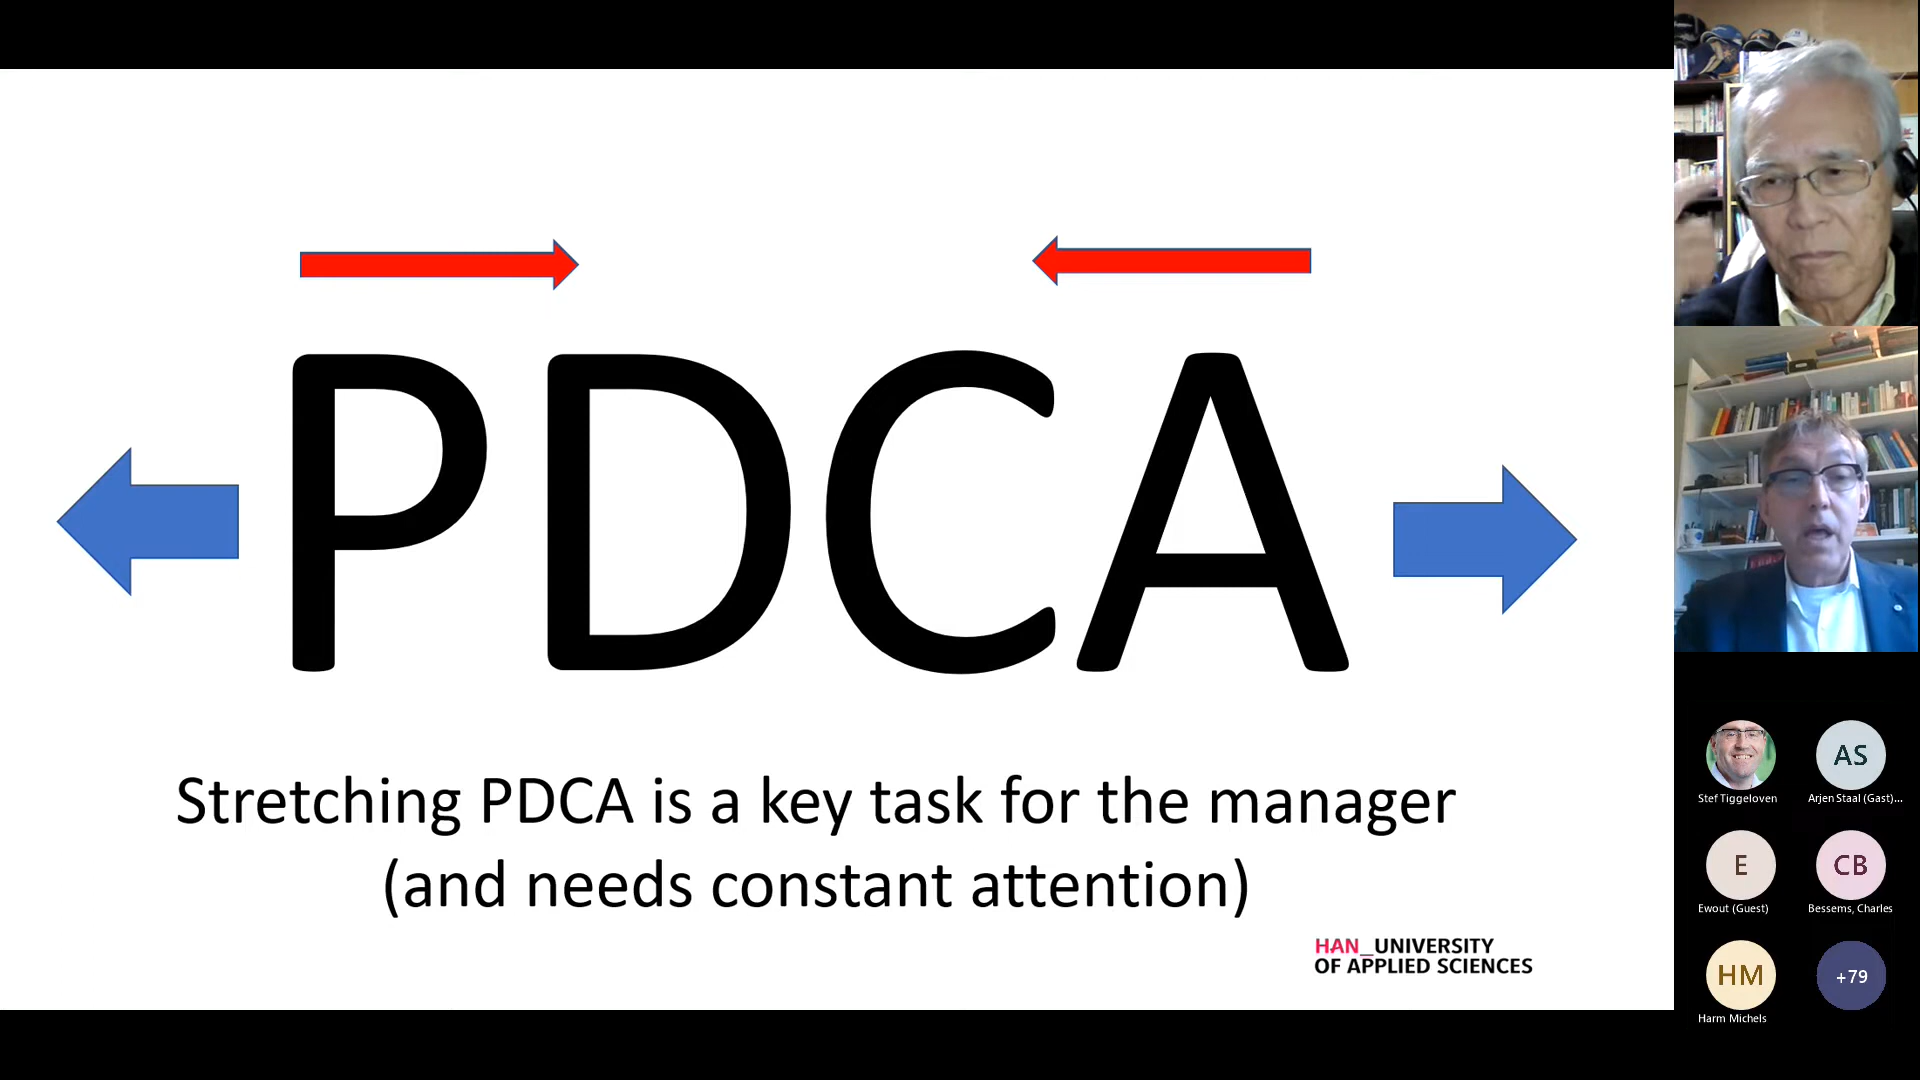 PDCA
Stretching PDCA is a key task for the manager
(and needs constant attention)
HAN_UNIVERSITY
OF APPLIED SCIENCES
Stef Tiggeloven
AS
Arjen Staal (Gast)...
E
Ewout (Guest)
CB
Bessems, Charles
HM
Harm Michels
+79